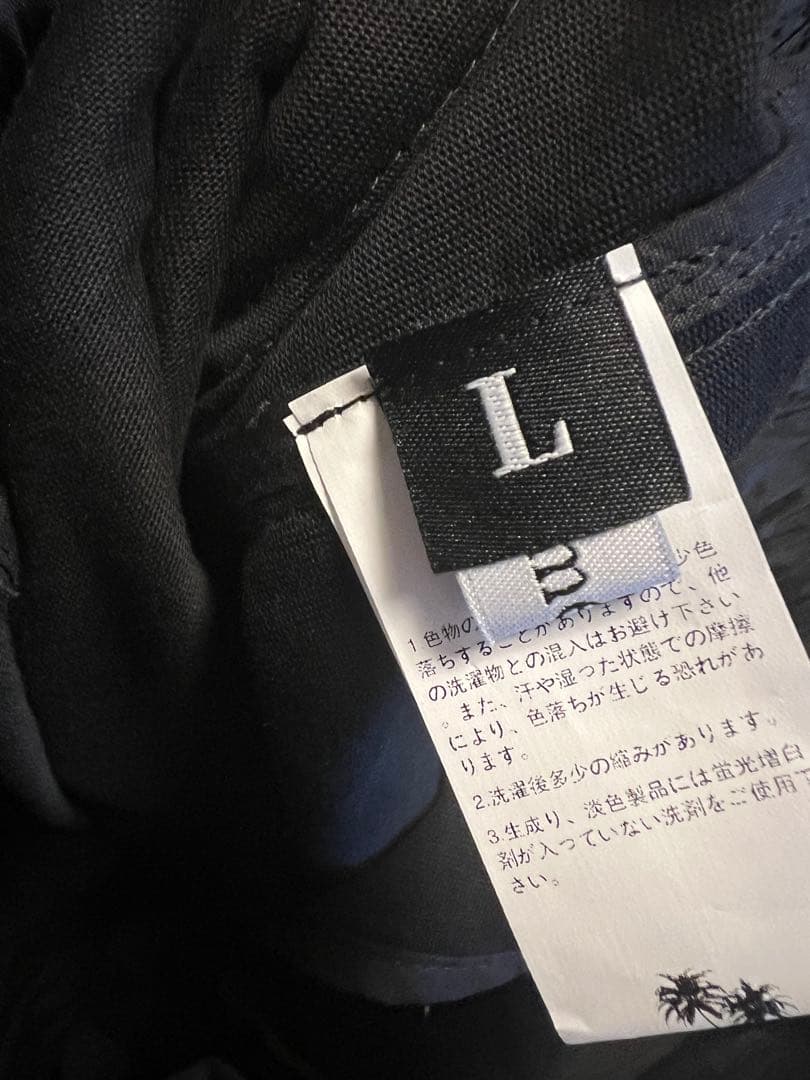 L
1 色物の
少色
落ちすることがありますので、他
の洗濯物との混入はお避け下さい
。また、汗や湿った状態での摩擦
により、色落ちが生じる恐れがあ
ります。
2.洗濯後多少の縮みがあります。
3.生成り、淡色製品には蛍光増白
剤が入っていない洗剤をご使用下
さい。